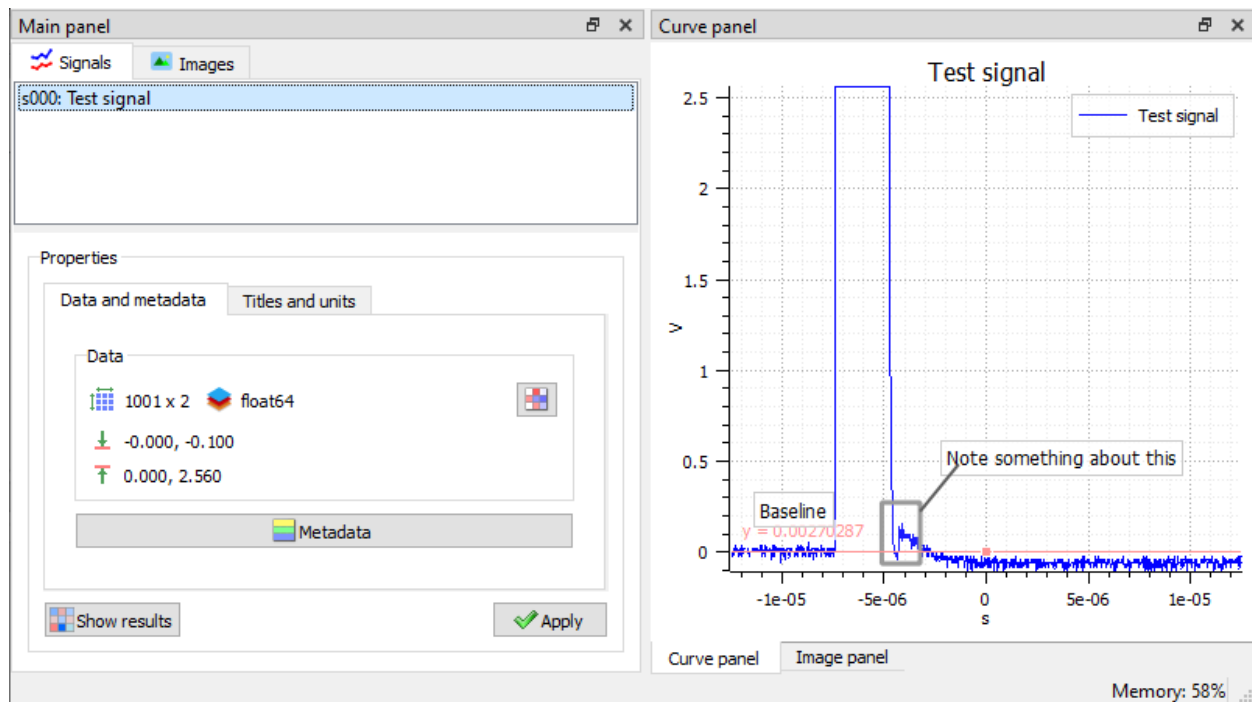 Main panel
Signals
Images
s000: Test signal
Properties
Data and metadata
Titles and units
Data
1001 x 2
float64
-0.000, -0.100
0.000, 2.560
Metadata
Show results
Apply
Curve panel
Test signal
Test signal
2.5
2
1.5
1
0.5
0
V
Note something about this
Baseline
y = 0.00270287
-1e-05
-5e-06
0
5e-06
1e-05
s
Curve panel
Image panel
Memory: 58%